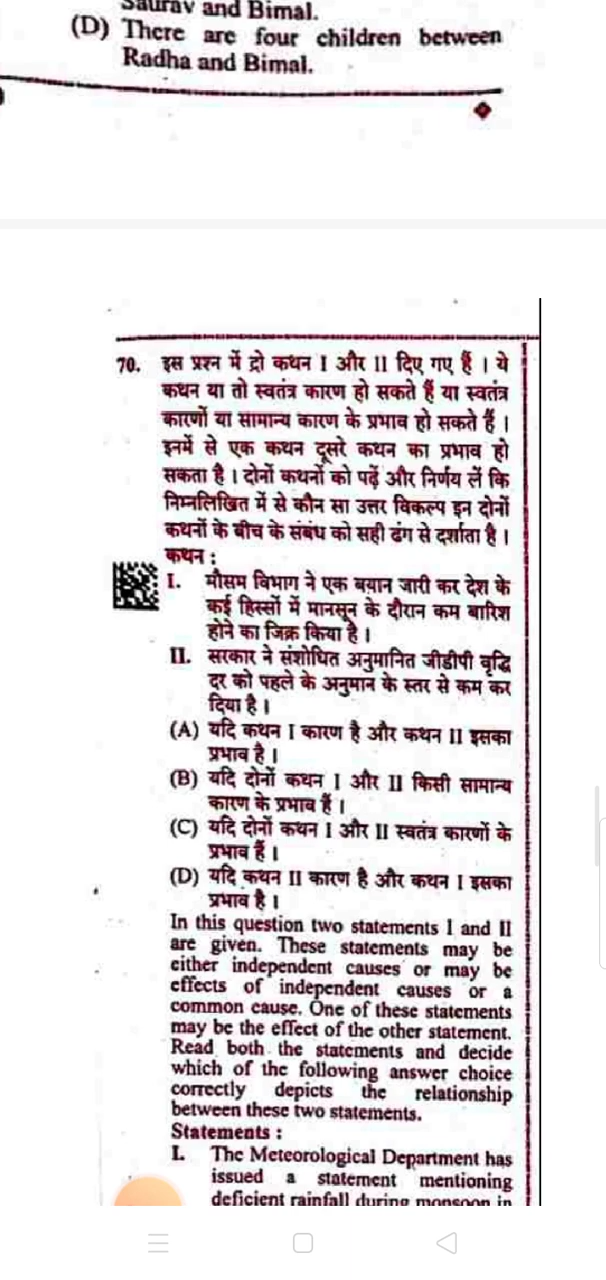 Saurav and Bimal.
(D) There are four children between
Radha and Bimal.
70. इस प्रश्न में दो कथन I और II दिए गए हैं । ये
कथन या तो स्वतंत्र कारण हो सकते हैं या स्वतंत्र
कारणों या सामान्य कारण के प्रभाव हो सकते हैं ।
इनमें से एक कथन दूसरे कथन का प्रभाव हो
सकता है । दोनों कथनों को पढ़ें और निर्णय लें कि
निम्नलिखित में से कौन सा उत्तर विकल्प इन दोनों
कथनों के बीच के संबंध को सही ढंग से दर्शाता है ।
कथन :
I. मौसम विभाग ने एक बयान जारी कर देश के
कई हिस्सों में मानसून के दौरान कम बारिश
होने का जिक्र किया है ।
II. सरकार ने संशोधित अनुमानित जीडीपी वृद्धि
दर को पहले के अनुमान के स्तर से कम कर
दिया है ।
(A) यदि कथन I कारण है और कथन II इसका
प्रभाव है ।
(B) यदि दोनों कथन I और II किसी सामान्य
कारण के प्रभाव हैं ।
(C) यदि दोनों कथन I और II स्वतंत्र कारणों के
प्रभाव हैं ।
(D) यदि कथन II कारण है और कथन I इसका
प्रभाव है ।
In this question two statements I and II
are given. These statements may be
either independent causes or may be
effects of independent causes or a
common cause. One of these statements
may be the effect of the other statement.
Read both the statements and decide
which of the following answer choice
correctly depicts the relationship
between these two statements.
Statements :
I. The Meteorological Department has
issued a statement mentioning
deficient rainfall during monsoon in